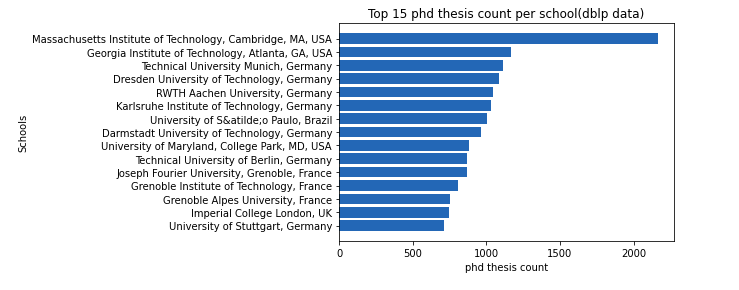 Top 15 phd thesis count per school(dblp data)
Massachusetts Institute of Technology, Cambridge, MA, USA
Georgia Institute of Technology, Atlanta, GA, USA
Technical University Munich, Germany
Dresden University of Technology, Germany
RWTH Aachen University, Germany
Karlsruhe Institute of Technology, Germany
University of S&atilde;o Paulo, Brazil
Darmstadt University of Technology, Germany
University of Maryland, College Park, MD, USA
Technical University of Berlin, Germany
Joseph Fourier University, Grenoble, France
Grenoble Institute of Technology, France
Grenoble Alpes University, France
Imperial College London, UK
University of Stuttgart, Germany
Schools
0 500 1000 1500 2000
phd thesis count